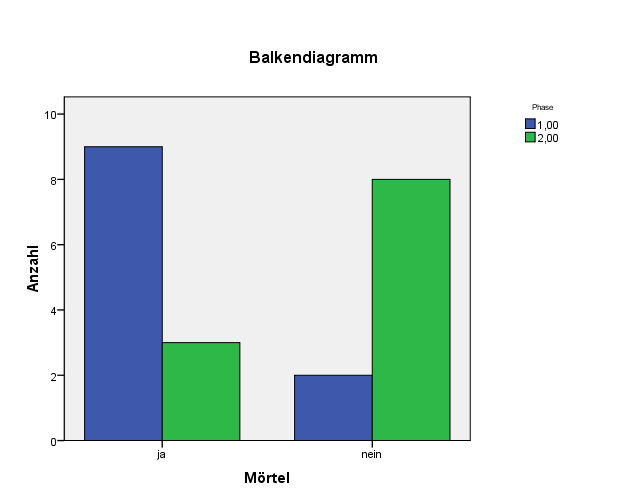 Balkendiagramm
Phase
1,00
2,00
Anzahl
10
8
6
4
2
0
ja
nein
Mörtel